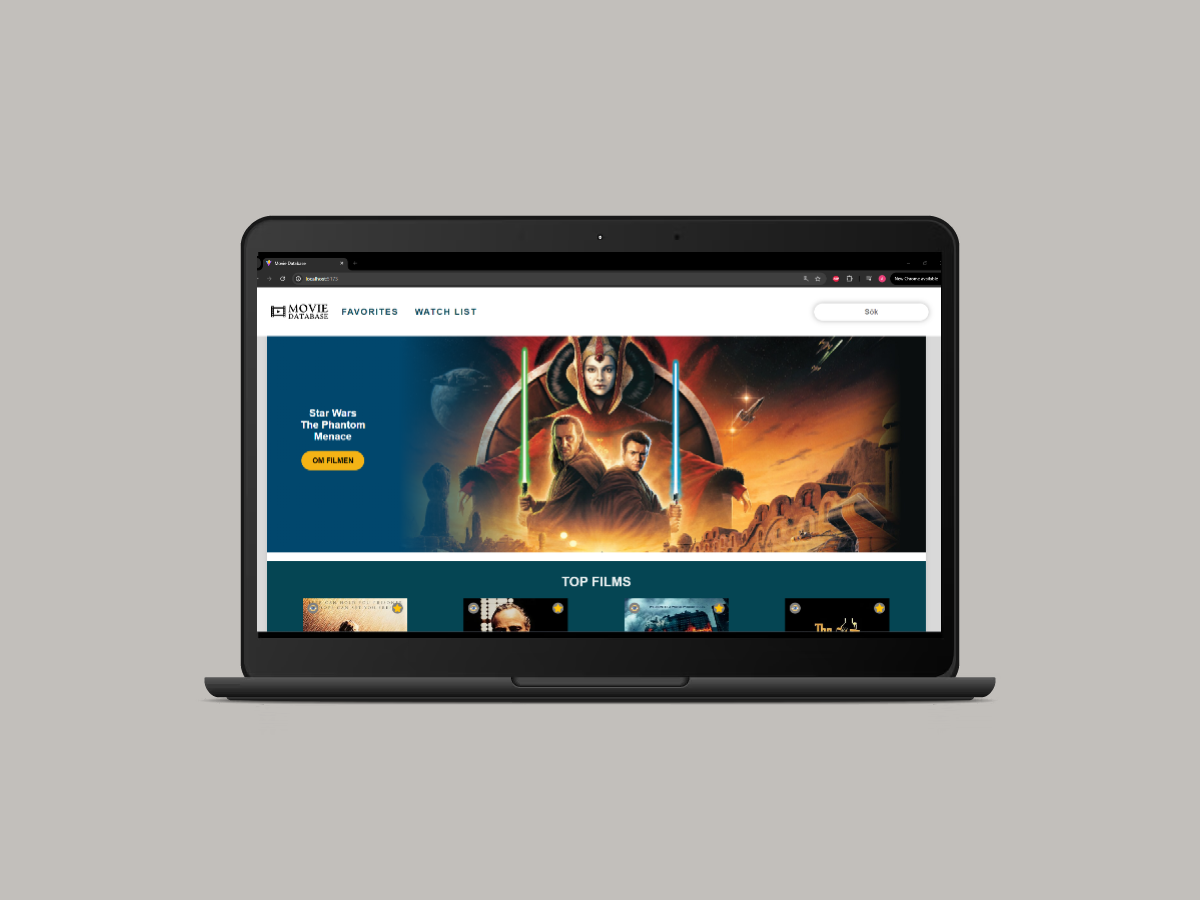 Movie Database
localhost:5173
New Chrome available
MOVIE
DATABASE
FAVORITES
WATCH LIST
Sök
Star Wars
The Phantom
Menace
OM FILMEN
TOP FILMS
The